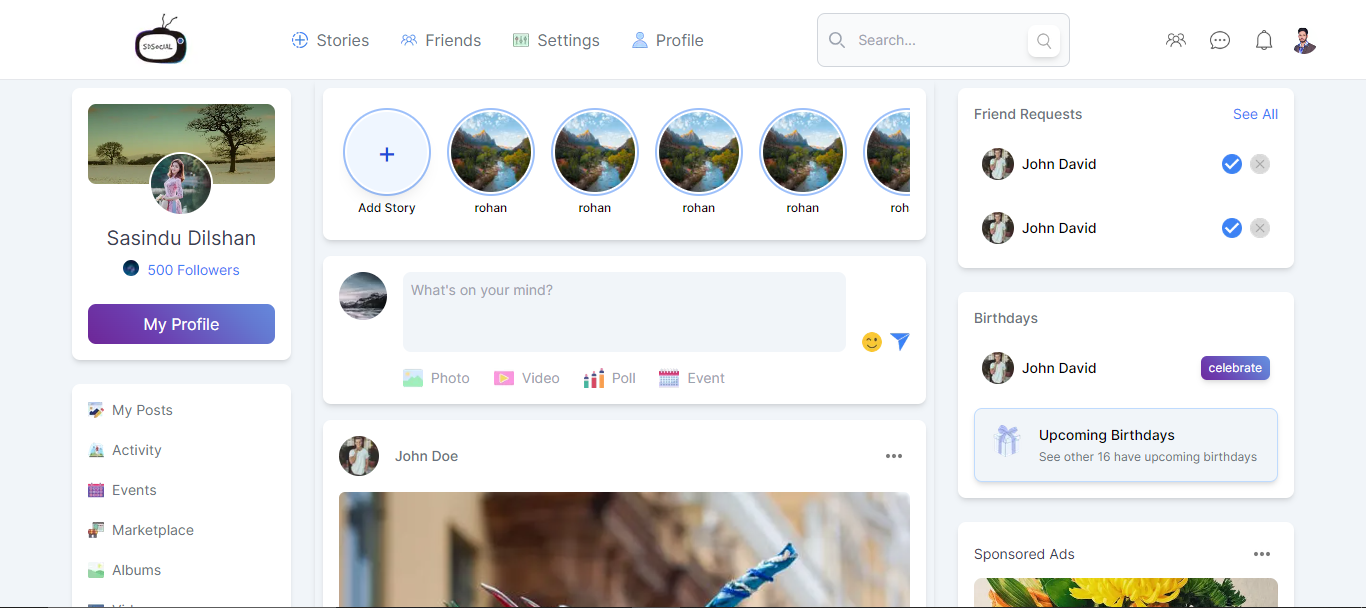 SDSOCIAL
Stories
Friends
Settings
Profile
Search...
Sasindu Dilshan
500 Followers
My Profile
My Posts
Activity
Events
Marketplace
Albums
Add Story
rohan
rohan
rohan
rohan
roh
What's on your mind?
Photo
Video
Poll
Event
John Doe
Friend Requests
See All
John David
John David
Birthdays
John David
celebrate
Upcoming Birthdays
See other 16 have upcoming birthdays
Sponsored Ads